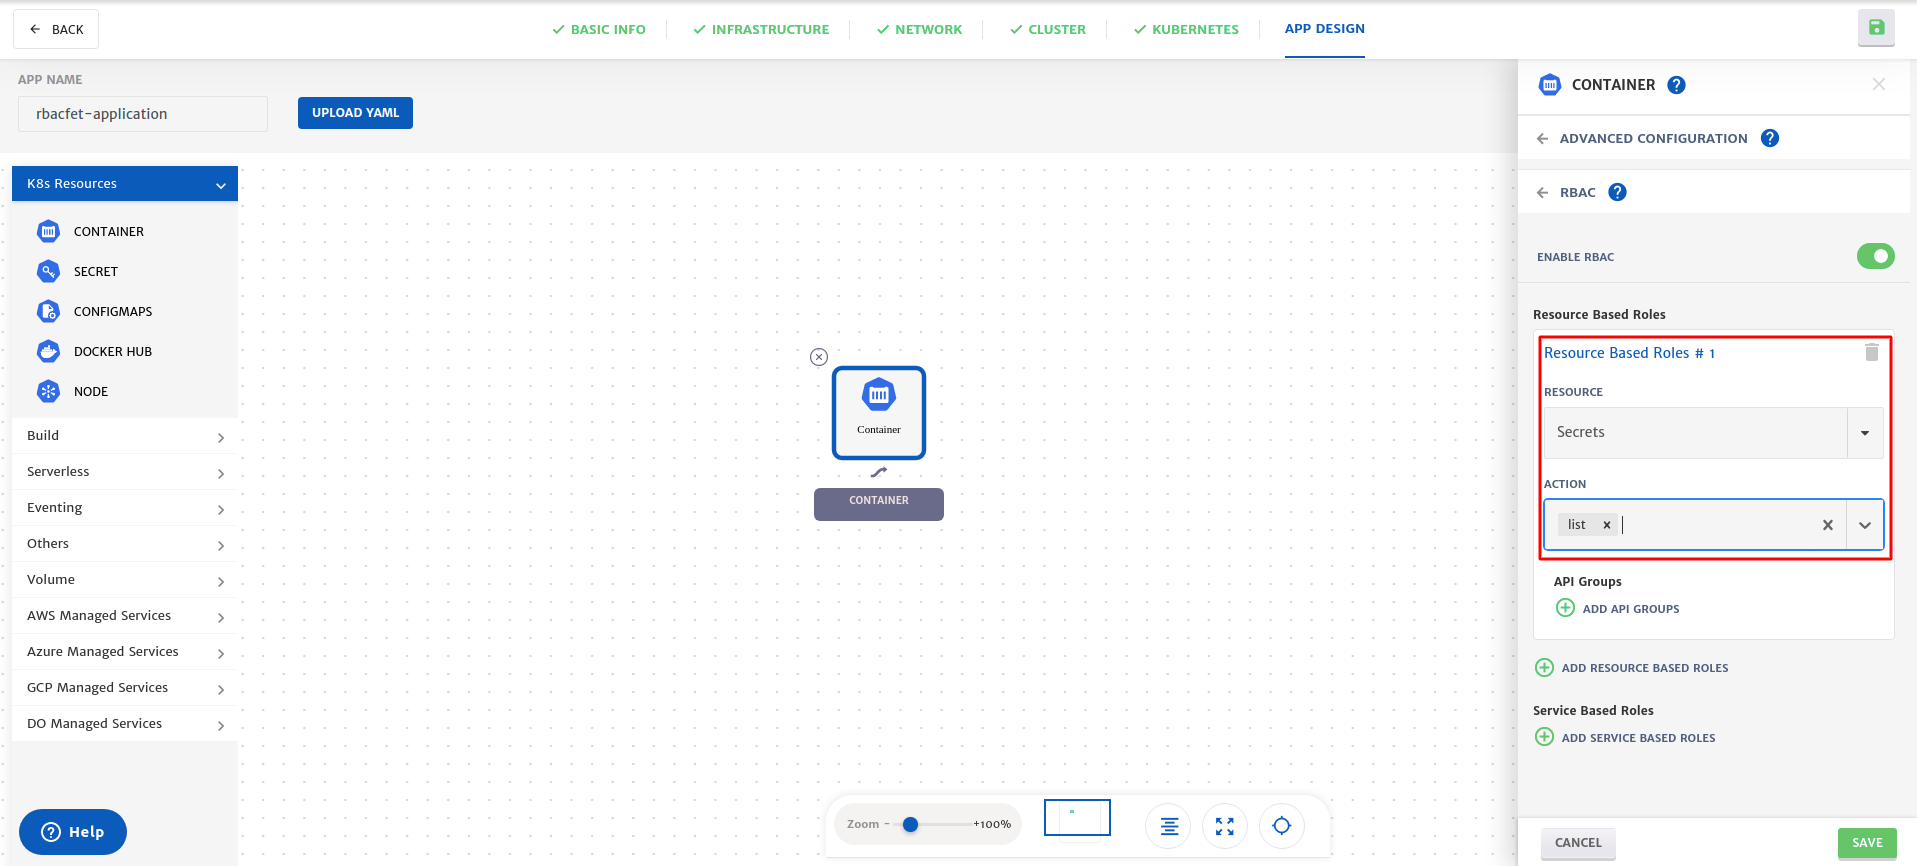 BACK
BASIC INFO
INFRASTRUCTURE
NETWORK
CLUSTER
KUBERNETES
APP DESIGN
APP NAME
rbacfet-application
UPLOAD YAML
K8s Resources
CONTAINER
SECRET
CONFIGMAPS
DOCKER HUB
NODE
Build
Serverless
Eventing
Others
Volume
AWS Managed Services
Azure Managed Services
GCP Managed Services
DO Managed Services
Help
Container
CONTAINER
Zoom - +100%
CONTAINER
ADVANCED CONFIGURATION
RBAC
ENABLE RBAC
Resource Based Roles
Resource Based Roles # 1
RESOURCE
Secrets
ACTION
list
API Groups
ADD API GROUPS
ADD RESOURCE BASED ROLES
Service Based Roles
ADD SERVICE BASED ROLES
CANCEL
SAVE